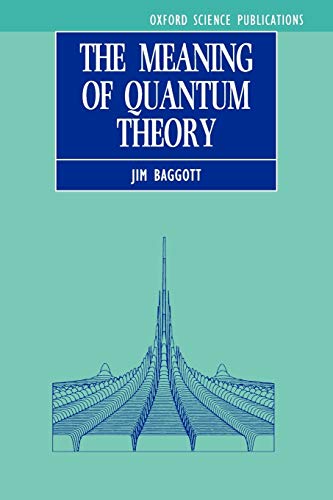 OXFORD SCIENCE PUBLICATIONS
THE MEANING
OF QUANTUM
THEORY
JIM BAGGOTT